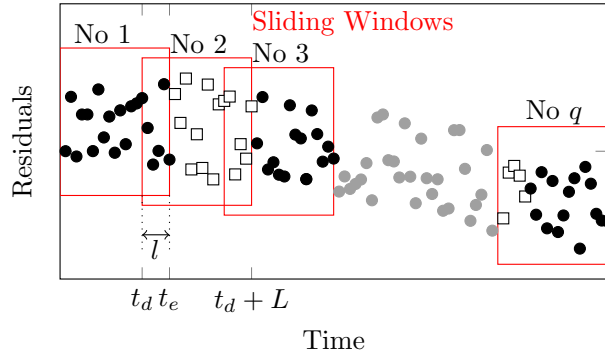 Sliding Windows
No 1
No 2
No 3
No q
Residuals
l
t_d t_e
t_d + L
Time